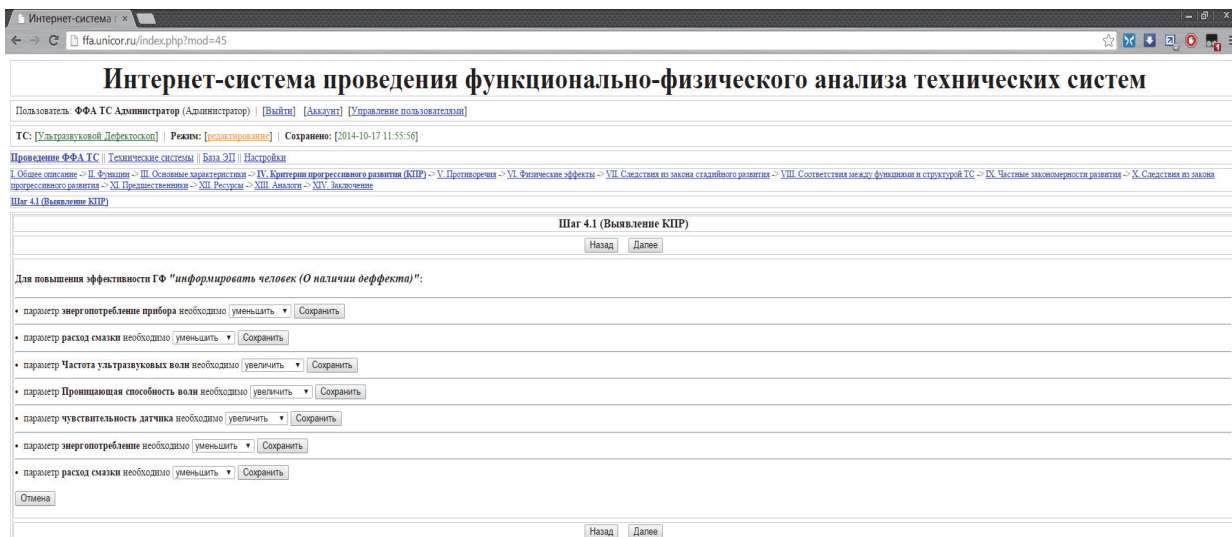 Интернет-система г ×
ffa.unicor.ru/index.php?mod=45
Интернет-система проведения функционально-физического анализа технических систем
Пользователь: ФФА ТС Администратор (Администратор) | [Выйти] [Аккаунт] [Управление пользователями]
ТС: [Ультразвуковой Дефектоскоп] | Режим: [редактирование] | Сохранено: [2014-10-17 11:55:56]
Проведение ФФА ТС || Технические системы || База ЭП || Настройки
I. Общее описание -> II. Функции -> III. Основные характеристики -> IV. Критерии прогрессивного развития (КПР) -> V. Противоречия -> VI. Физические эффекты -> VII. Следствия из закона стадийного развития -> VIII. Соответствия между функциями и структурой ТС -> IX. Частные закономерности развития -> X. Следствия из закона
прогрессивного развития -> XI. Предшественники -> XII. Ресурсы -> XIII. Аналоги -> XIV. Заключение
Шаг 4.1 (Выявление КПР)
Шаг 4.1 (Выявление КПР)
Назад Далее
Для повышения эффективности ГФ "информировать человек (О наличии деффекта)":
• параметр энергопотребление прибора необходимо уменьшить Сохранить
• параметр расход смазки необходимо уменьшить Сохранить
• параметр Частота ультразвуковых волн необходимо увеличить Сохранить
• параметр Проницающая способность волн необходимо увеличить Сохранить
• параметр чувствительность датчика необходимо увеличить Сохранить
• параметр энергопотребление необходимо уменьшить Сохранить
• параметр расход смазки необходимо уменьшить Сохранить
Отмена
Назад Далее